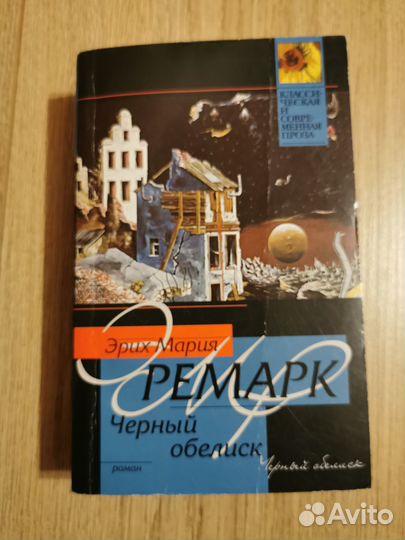 КЛАССИ-
ЧЕСКАЯ
И
СОВРЕ-
МЕННАЯ
ПРОЗА
Эрих Мария
РЕМАРК
Черный
обелиск
роман
Черный обелиск
Avito